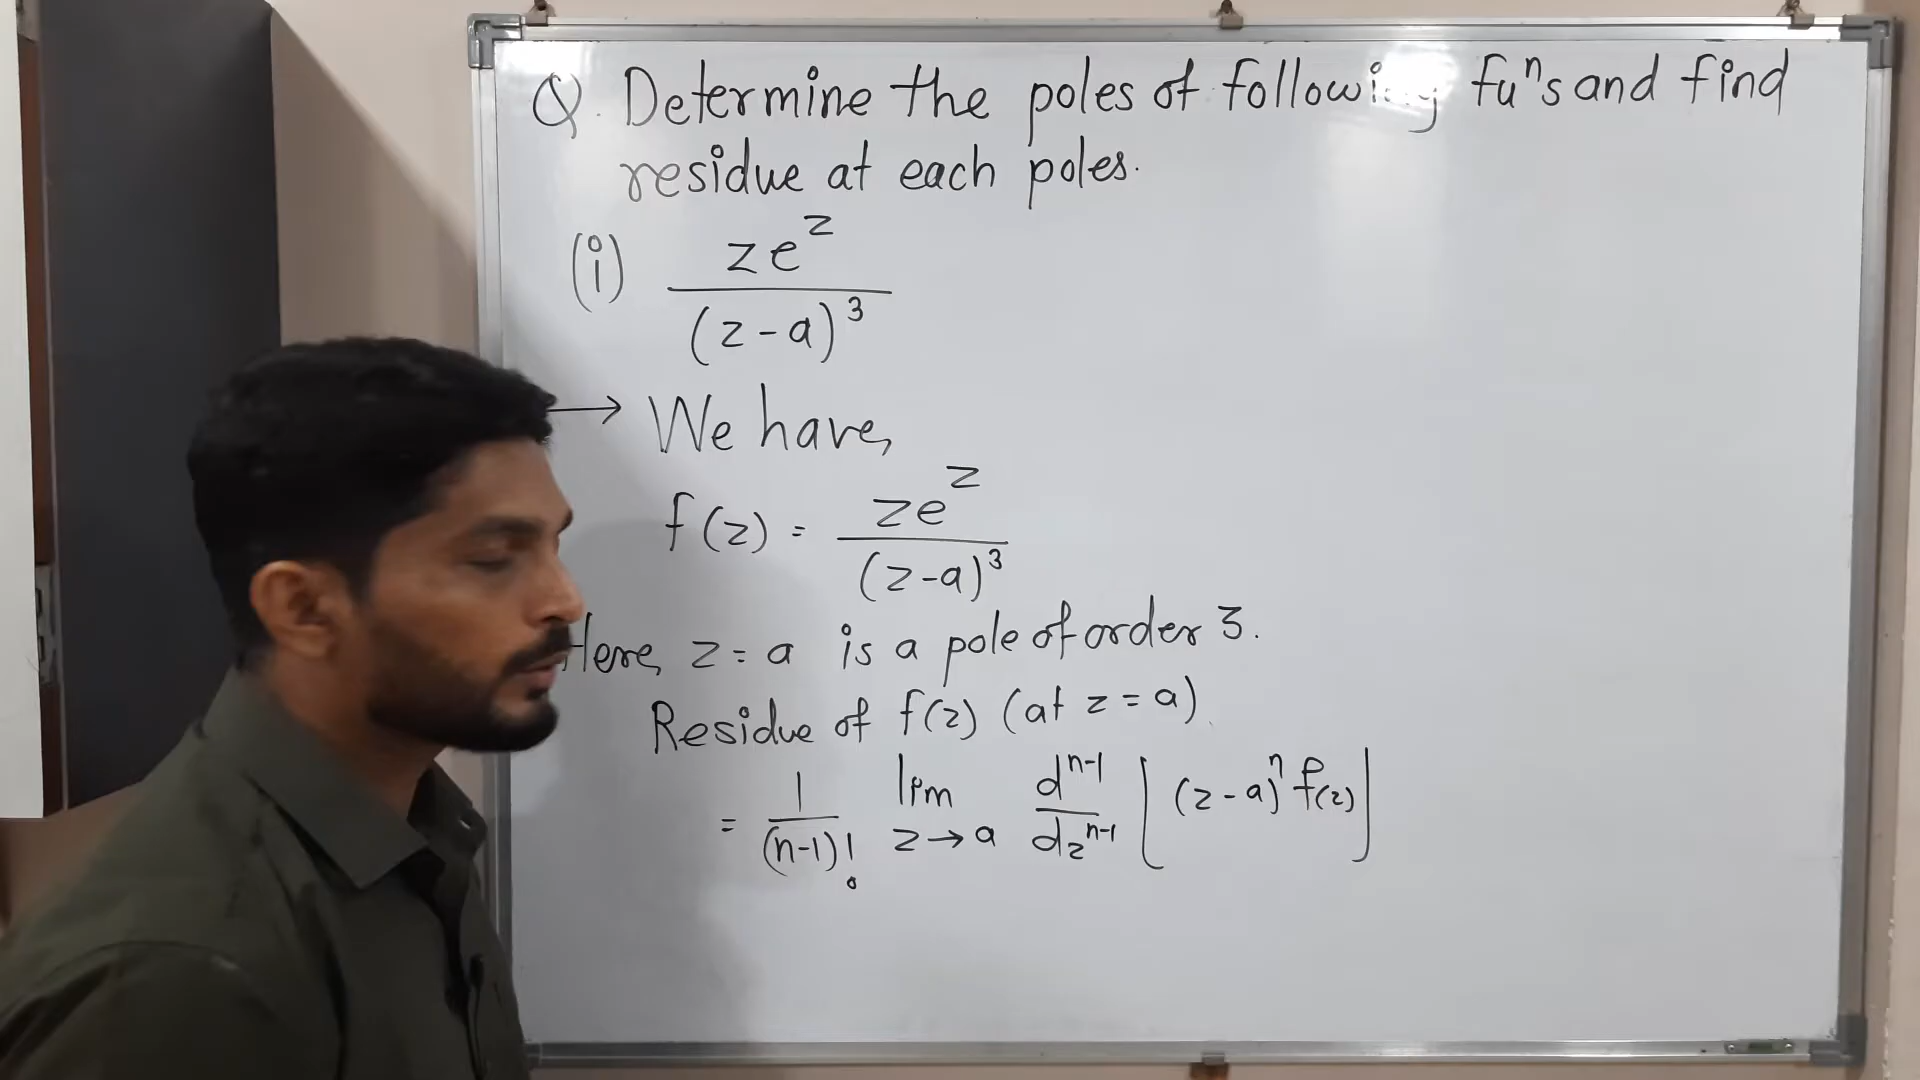 Q. Determine the poles of following fuⁿs and find
residue at each poles.
(i) ze^z / (z-a)³
→ We have,
f(z) = ze^z / (z-a)³
Here, z = a is a pole of order 3.
Residue of f(z) (at z = a)
= 1/(n-1)! lim z→a d^(n-1)/dz^(n-1) [(z-a)ⁿ f(z)]